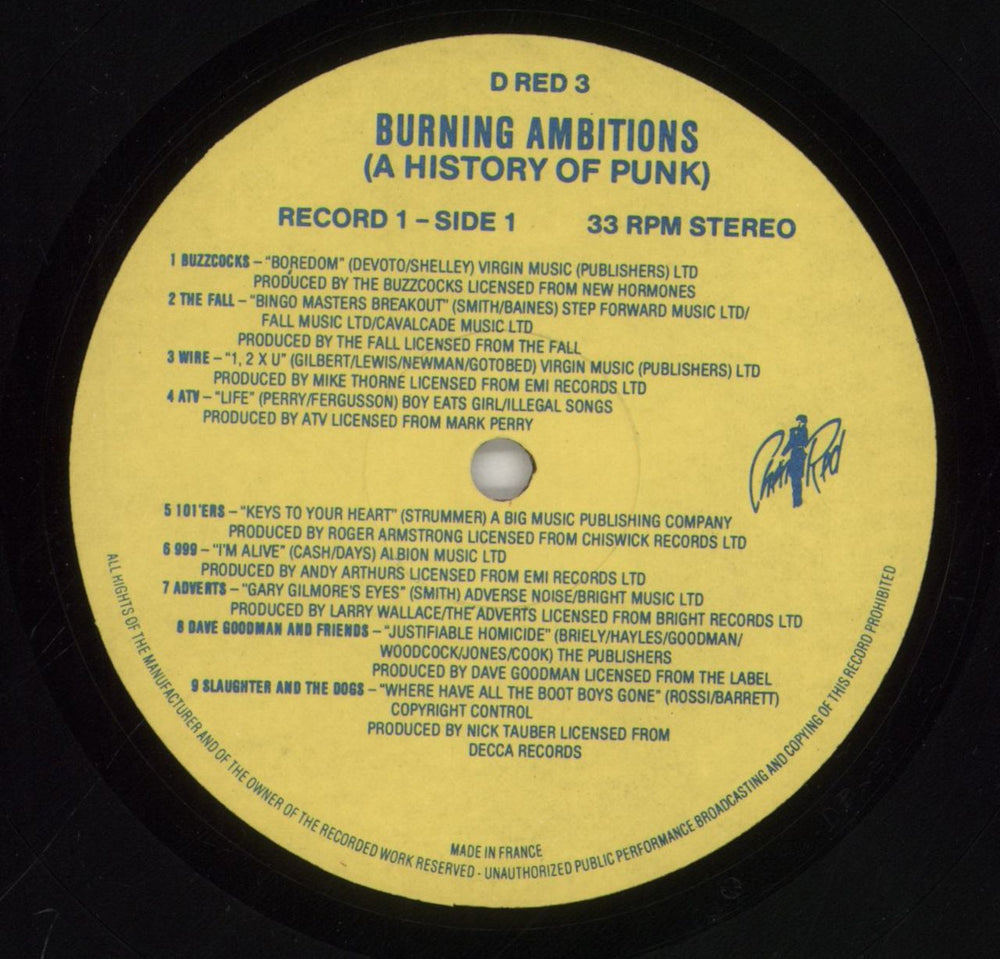 D RED 3
BURNING AMBITIONS
(A HISTORY OF PUNK)
RECORD 1 – SIDE 1 33 RPM STEREO
1 BUZZCOCKS – "BOREDOM" (DEVOTO/SHELLEY) VIRGIN MUSIC (PUBLISHERS) LTD
PRODUCED BY THE BUZZCOCKS LICENSED FROM NEW HORMONES
2 THE FALL – "BINGO MASTERS BREAKOUT" (SMITH/BAINES) STEP FORWARD MUSIC LTD/
FALL MUSIC LTD/CAVALCADE MUSIC LTD
PRODUCED BY THE FALL LICENSED FROM THE FALL
3 WIRE – "1, 2 X U" (GILBERT/LEWIS/NEWMAN/GOTOBED) VIRGIN MUSIC (PUBLISHERS) LTD
PRODUCED BY MIKE THORNE LICENSED FROM EMI RECORDS LTD
4 ATV – "LIFE" (PERRY/FERGUSSON) BOY EATS GIRL/ILLEGAL SONGS
PRODUCED BY ATV LICENSED FROM MARK PERRY
Cherry Red
5 101'ERS – "KEYS TO YOUR HEART" (STRUMMER) A BIG MUSIC PUBLISHING COMPANY
PRODUCED BY ROGER ARMSTRONG LICENSED FROM CHISWICK RECORDS LTD
6 999 – "I'M ALIVE" (CASH/DAYS) ALBION MUSIC LTD
PRODUCED BY ANDY ARTHURS LICENSED FROM EMI RECORDS LTD
7 ADVERTS – "GARY GILMORE'S EYES" (SMITH) ADVERSE NOISE/BRIGHT MUSIC LTD
PRODUCED BY LARRY WALLACE/THE ADVERTS LICENSED FROM BRIGHT RECORDS LTD
8 DAVE GOODMAN AND FRIENDS – "JUSTIFIABLE HOMICIDE" (BRIELY/HAYLES/GOODMAN/
WOODCOCK/JONES/COOK) THE PUBLISHERS
PRODUCED BY DAVE GOODMAN LICENSED FROM THE LABEL
9 SLAUGHTER AND THE DOGS – "WHERE HAVE ALL THE BOOT BOYS GONE" (ROSSI/BARRETT)
COPYRIGHT CONTROL
PRODUCED BY NICK TAUBER LICENSED FROM
DECCA RECORDS
MADE IN FRANCE
ALL RIGHTS OF THE MANUFACTURER AND OF THE OWNER OF THE RECORDED WORK RESERVED - UNAUTHORIZED PUBLIC PERFORMANCE BROADCASTING AND COPYING OF THIS RECORD PROHIBITED